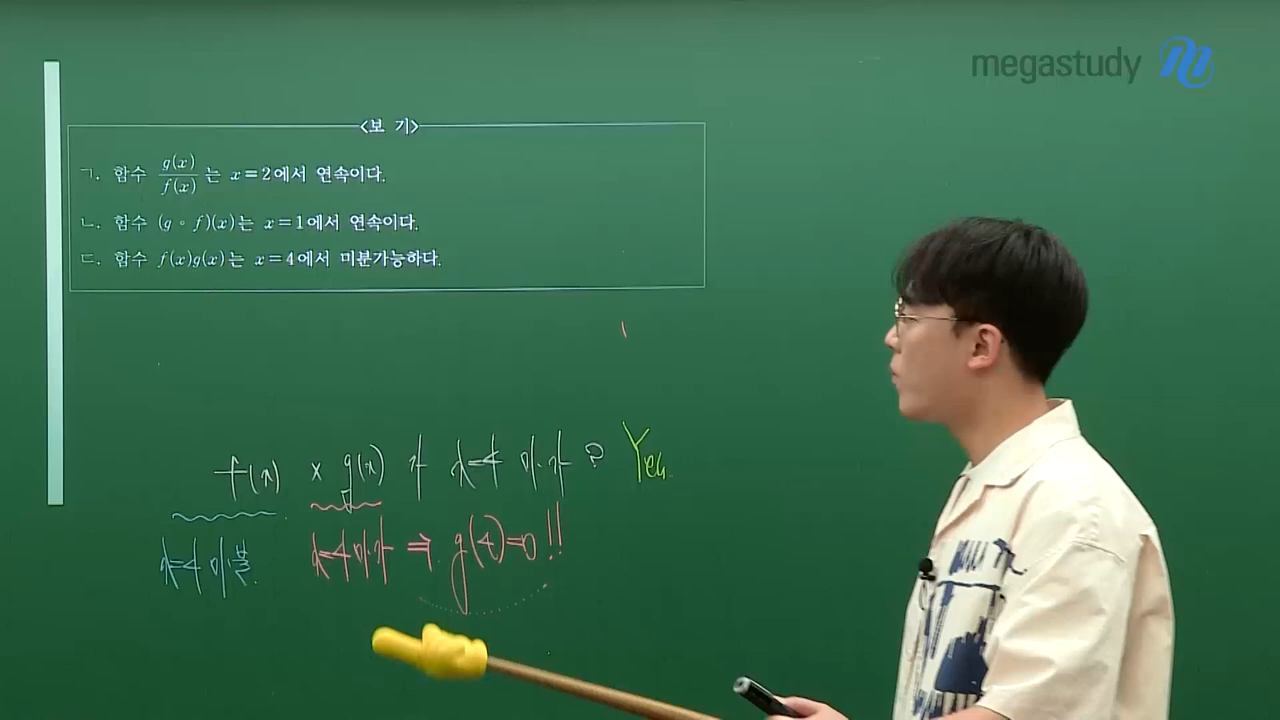 megastudy
<보 기>
ㄱ. 함수 g(x)/f(x) 는 x=2에서 연속이다.
ㄴ. 함수 (g∘f)(x)는 x=1에서 연속이다.
ㄷ. 함수 f(x)g(x)는 x=4에서 미분가능하다.
f(x) × g(x) 가 x=4 미·가? Yes.
x=4 미·불. x=4 미·가 ⇒ g(4)=0!!